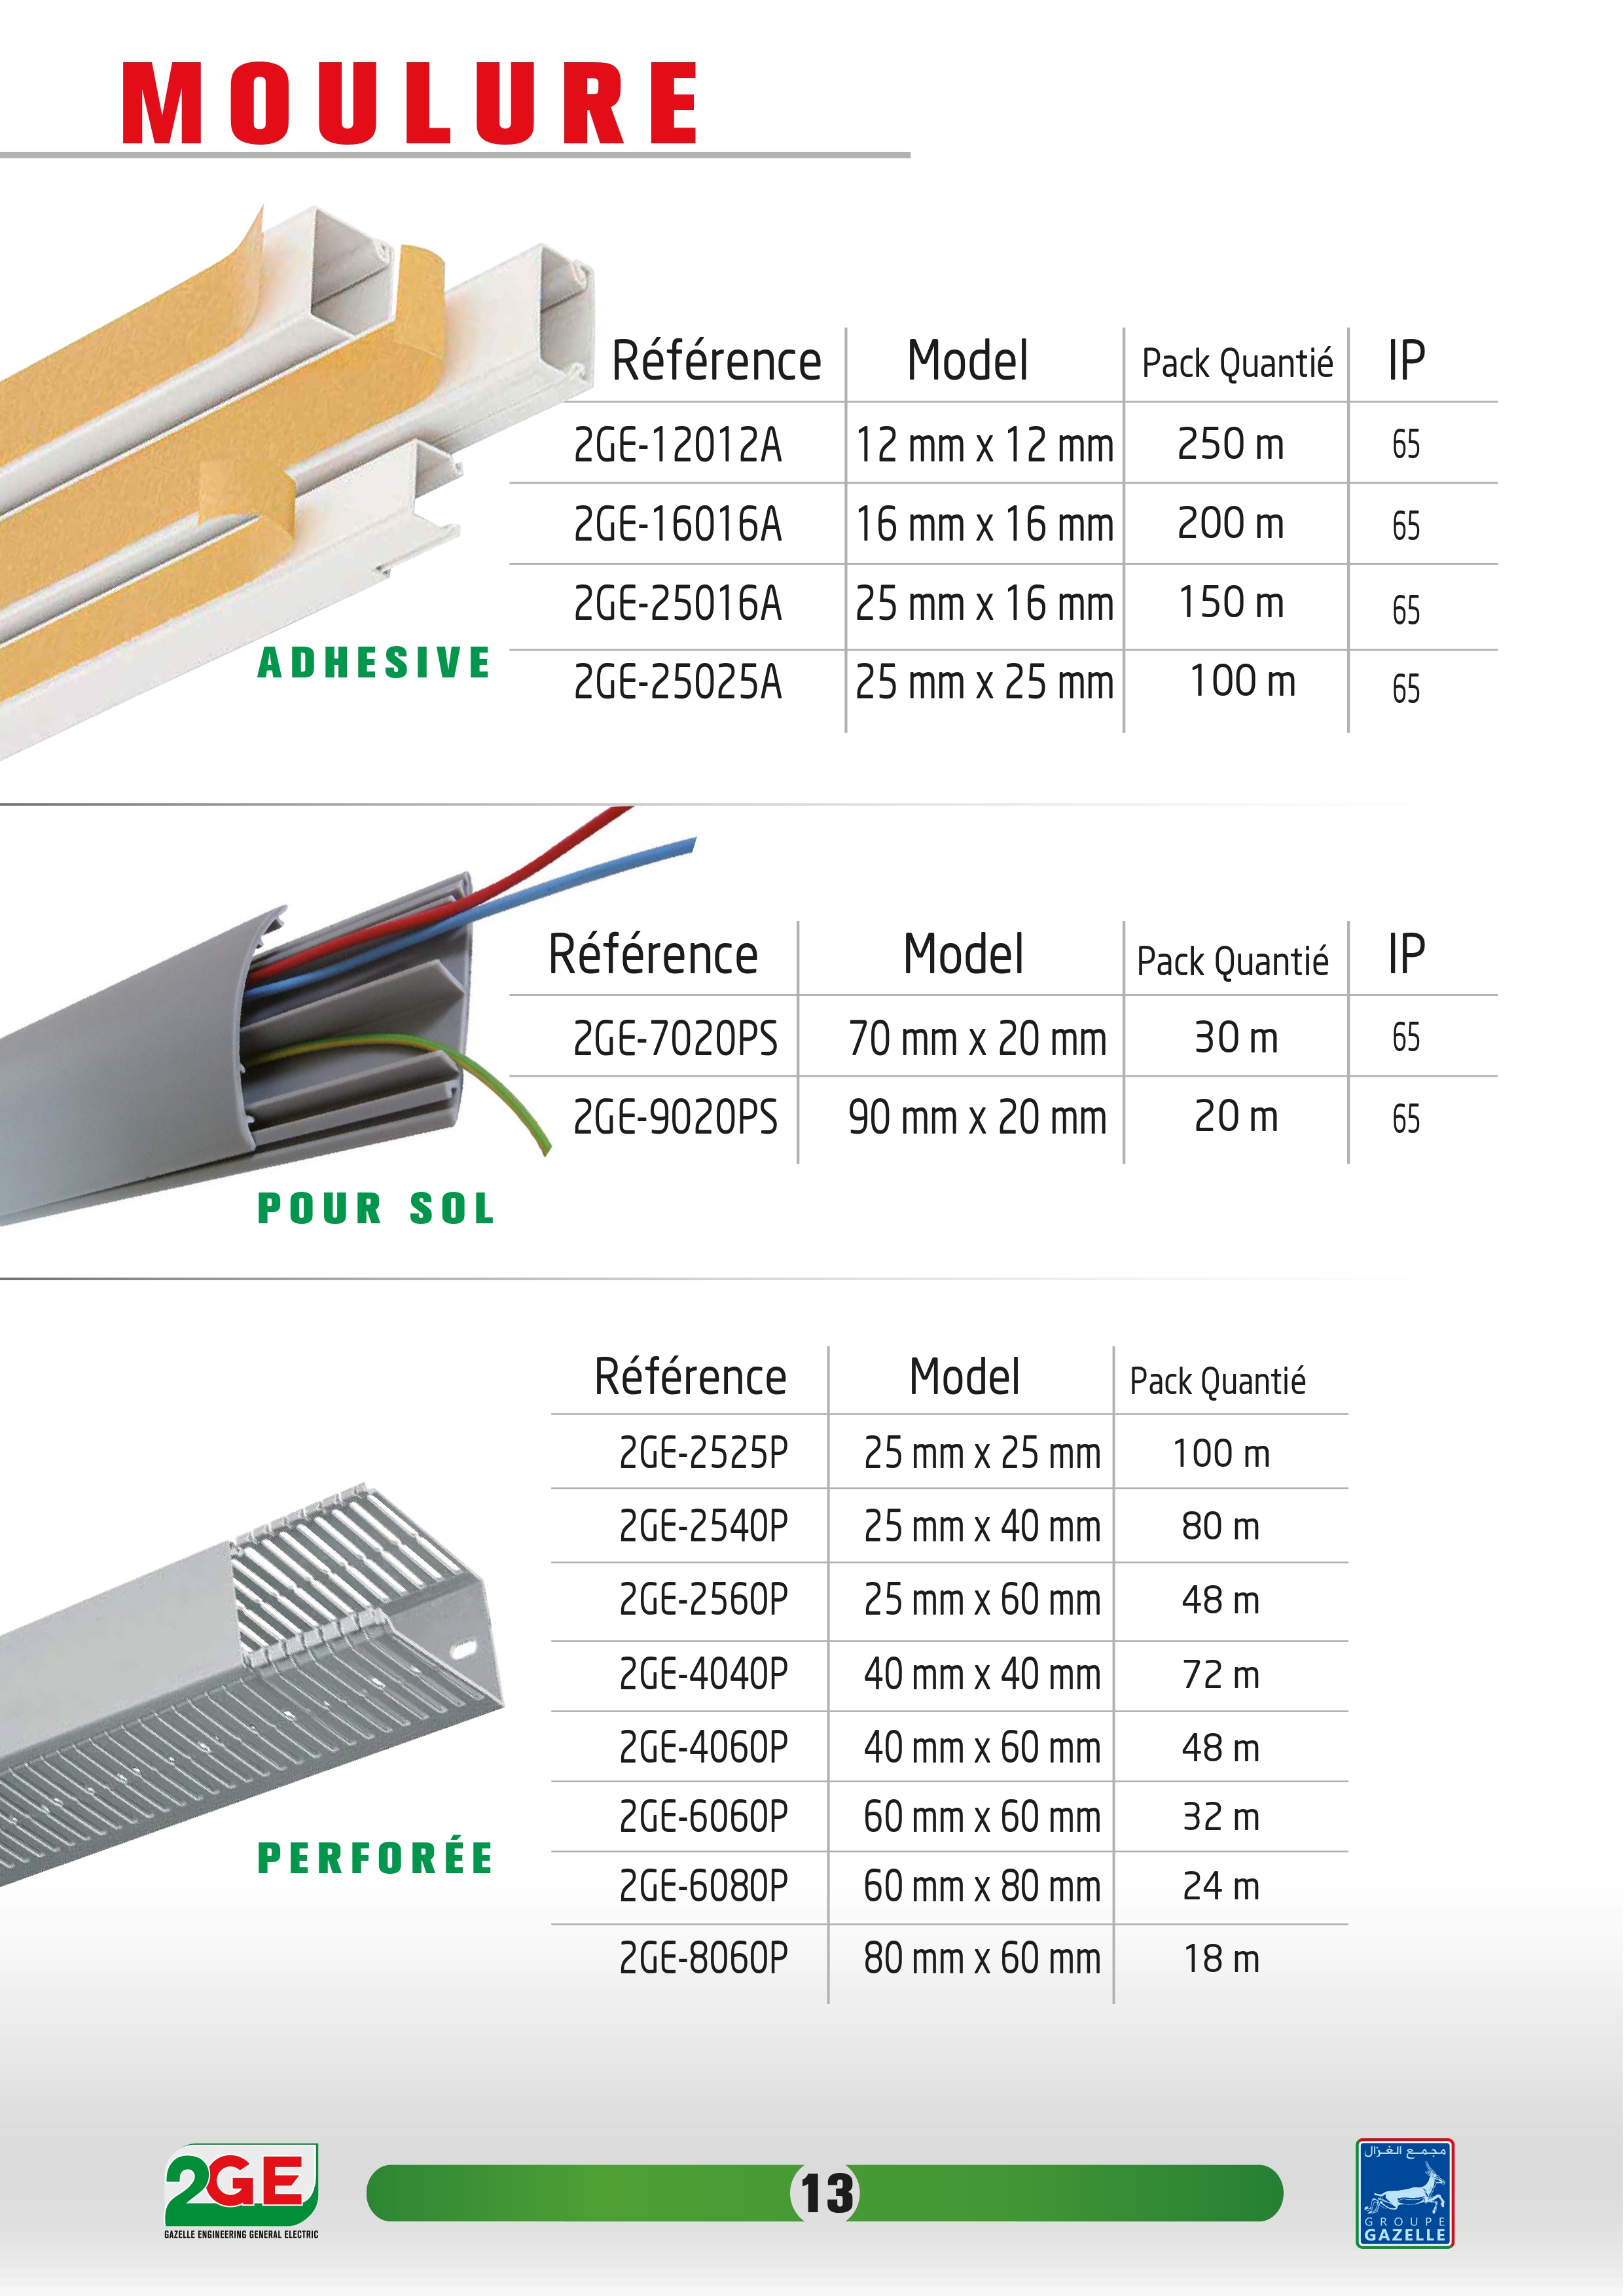 MOULURE
Référence Model Pack Quantié IP
2GE-12012A 12 mm x 12 mm 250 m 65
2GE-16016A 16 mm x 16 mm 200 m 65
2GE-25016A 25 mm x 16 mm 150 m 65
2GE-25025A 25 mm x 25 mm 100 m 65
ADHESIVE
Référence Model Pack Quantié IP
2GE-7020PS 70 mm x 20 mm 30 m 65
2GE-9020PS 90 mm x 20 mm 20 m 65
POUR SOL
Référence Model Pack Quantié
2GE-2525P 25 mm x 25 mm 100 m
2GE-2540P 25 mm x 40 mm 80 m
2GE-2560P 25 mm x 60 mm 48 m
2GE-4040P 40 mm x 40 mm 72 m
2GE-4060P 40 mm x 60 mm 48 m
2GE-6060P 60 mm x 60 mm 32 m
2GE-6080P 60 mm x 80 mm 24 m
2GE-8060P 80 mm x 60 mm 18 m
PERFORÉE
2GE
GAZELLE ENGINEERING GENERAL ELECTRIC
13
مجمع الغزال
GROUPE
GAZELLE